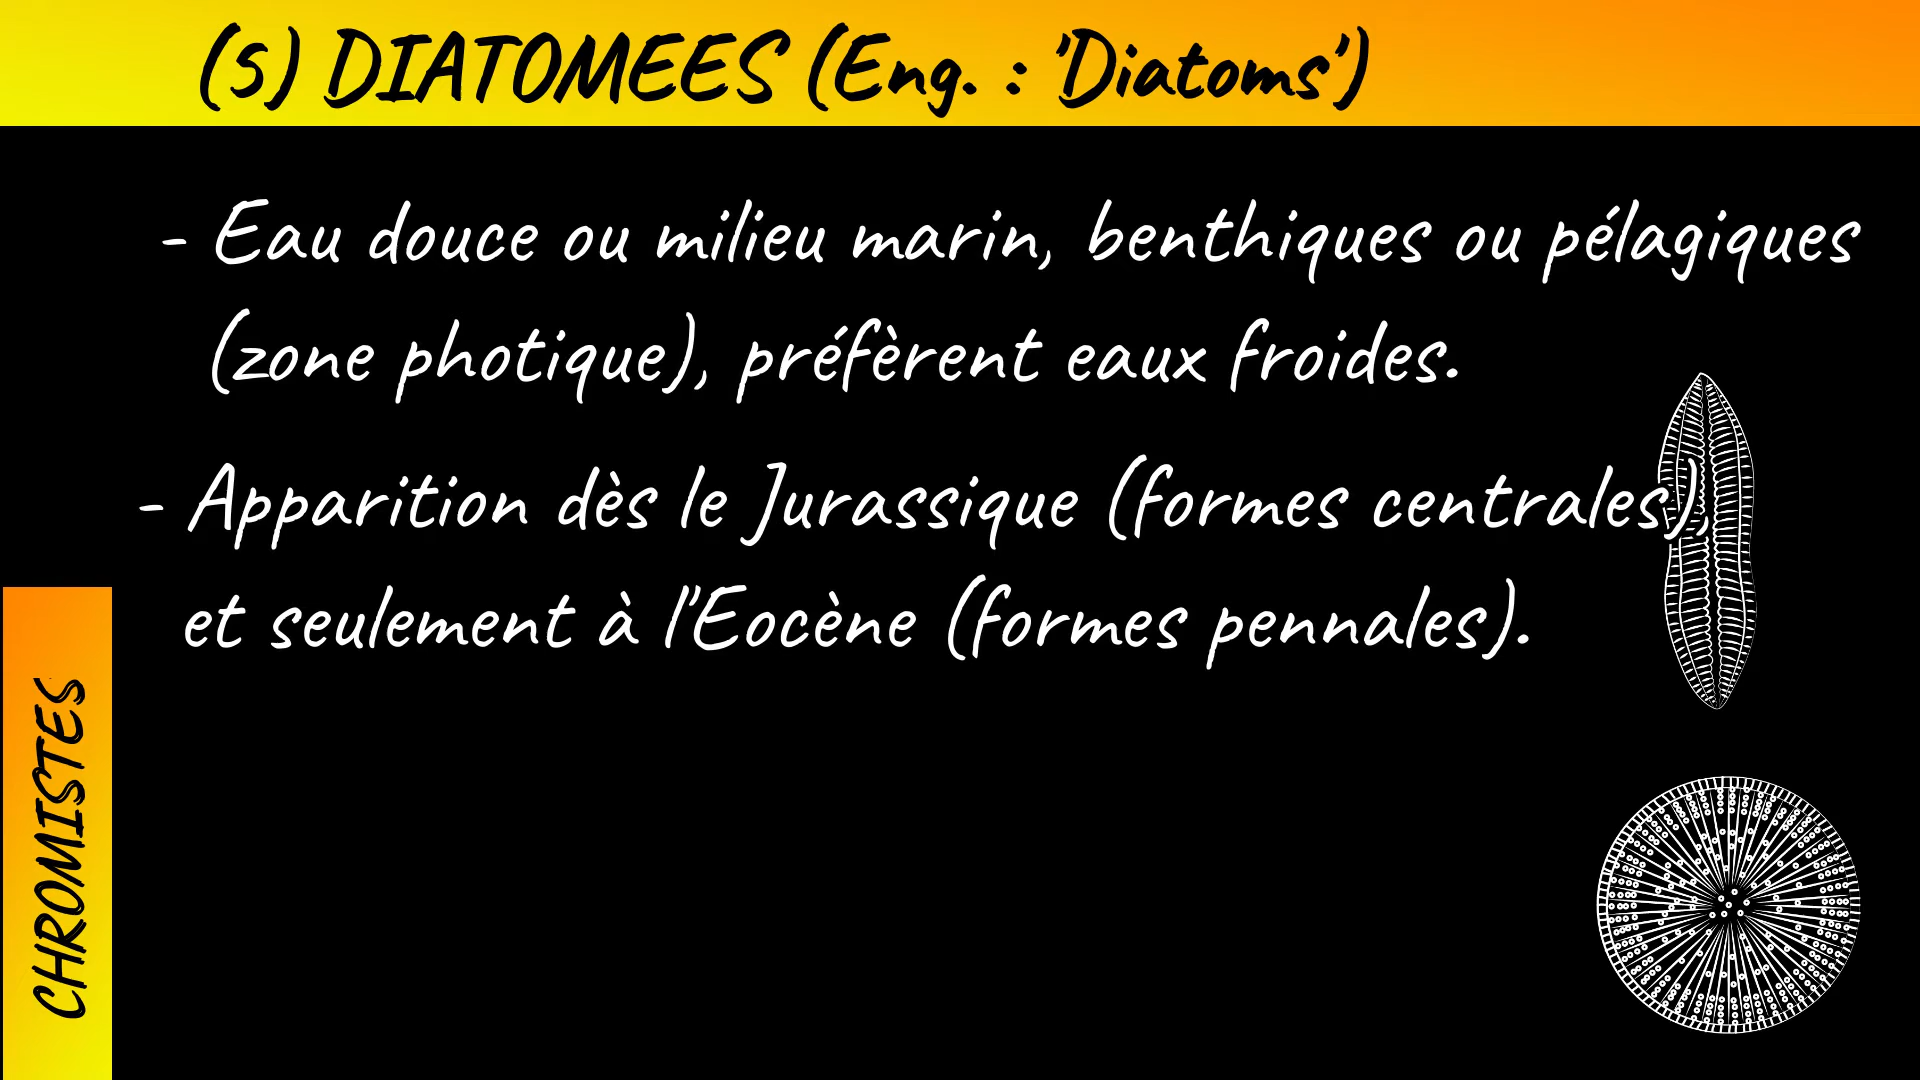 (S) DIATOMEES (Eng. : 'Diatoms')
- Eau douce ou milieu marin, benthiques ou pélagiques
(zone photique), préfèrent eaux froides.
- Apparition dès le Jurassique (formes centrales),
et seulement à l'Eocène (formes pennales).
CHROMISTES